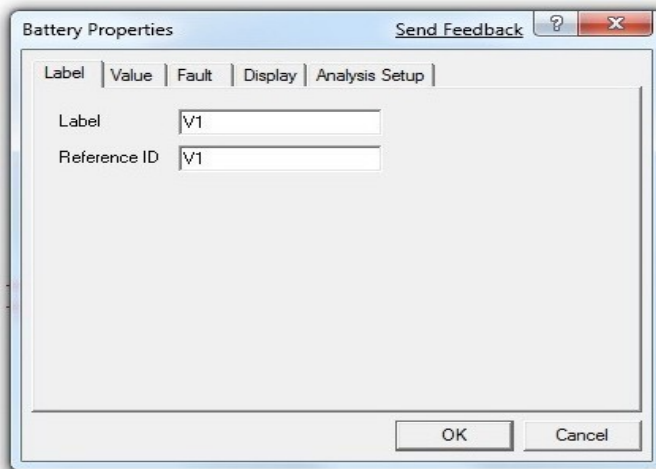 Battery Properties Send Feedback ? X
Label Value Fault Display Analysis Setup
Label V1
Reference ID V1
OK Cancel